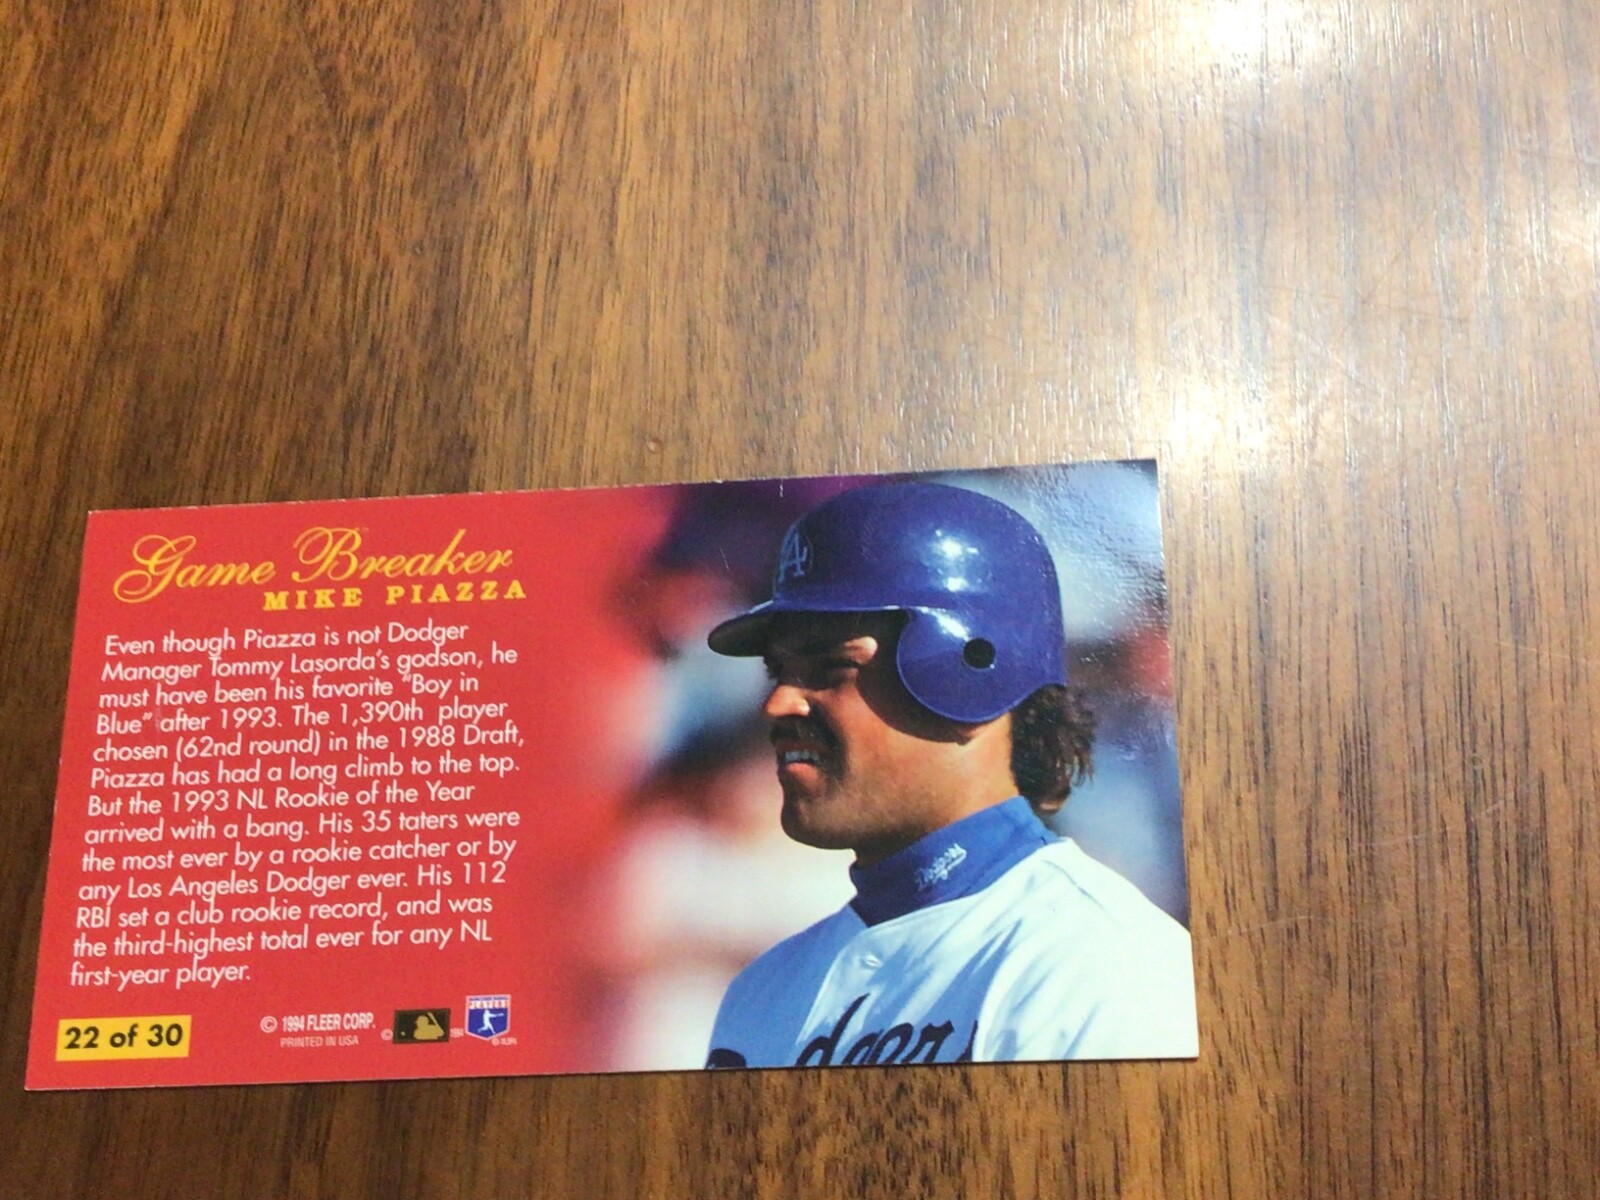 Game Breaker
MIKE PIAZZA
Even though Piazza is not Dodger
Manager Tommy Lasorda's godson, he
must have been his favorite "Boy in
Blue" after 1993. The 1,390th player
chosen (62nd round) in the 1988 Draft,
Piazza has had a long climb to the top.
But the 1993 NL Rookie of the Year
arrived with a bang. His 35 taters were
the most ever by a rookie catcher or by
any Los Angeles Dodger ever. His 112
RBI set a club rookie record, and was
the third-highest total ever for any NL
first-year player.
22 of 30
© 1994 FLEER CORP.
PRINTED IN USA
©
1994
PLAYERS
LA
Dodgers
Dodgers